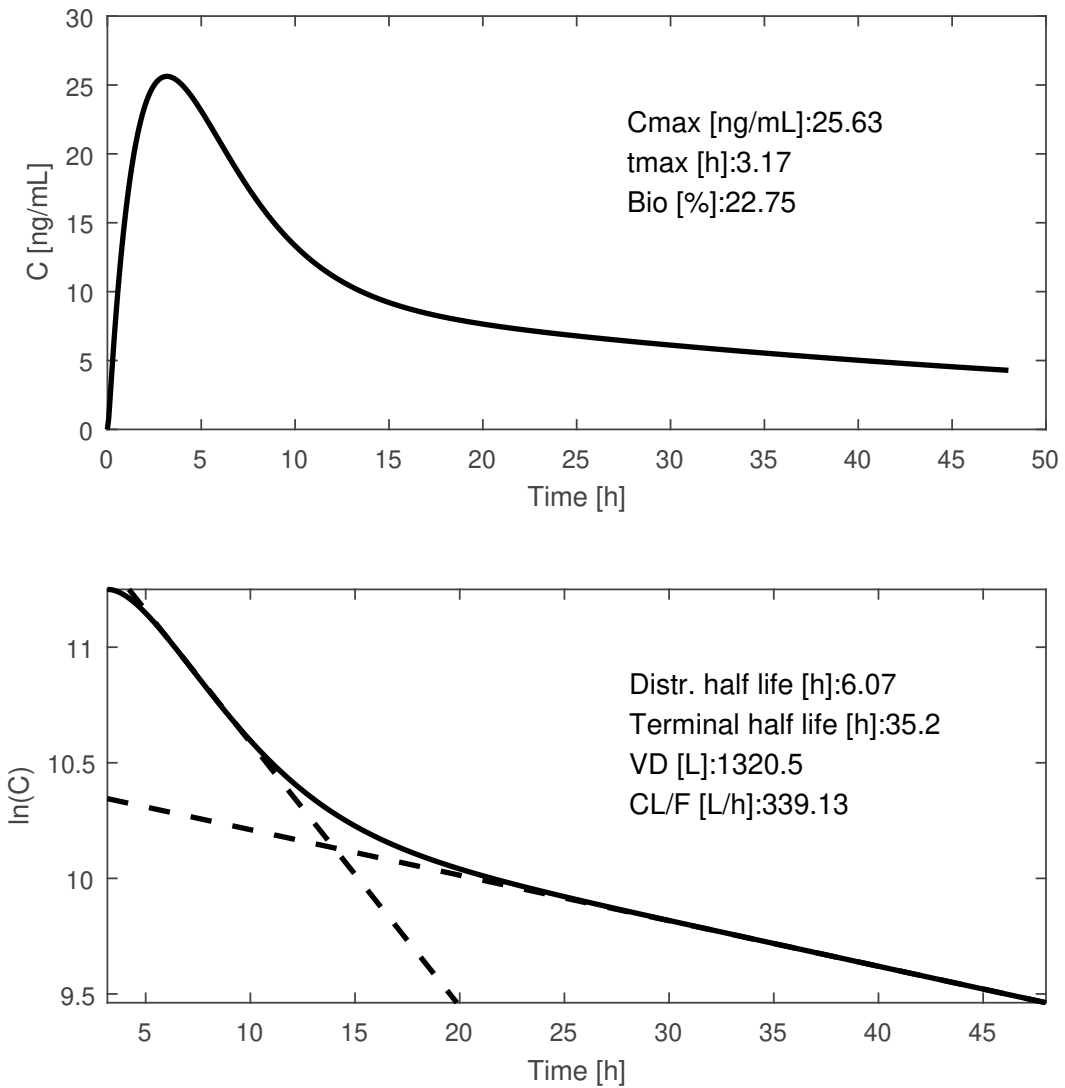 30
25
20
15
10
5
0
C [ng/mL]
Cmax [ng/mL]:25.63
tmax [h]:3.17
Bio [%]:22.75
0 5 10 15 20 25 30 35 40 45 50
Time [h]
11
10.5
10
9.5
ln(C)
Distr. half life [h]:6.07
Terminal half life [h]:35.2
VD [L]:1320.5
CL/F [L/h]:339.13
5 10 15 20 25 30 35 40 45
Time [h]